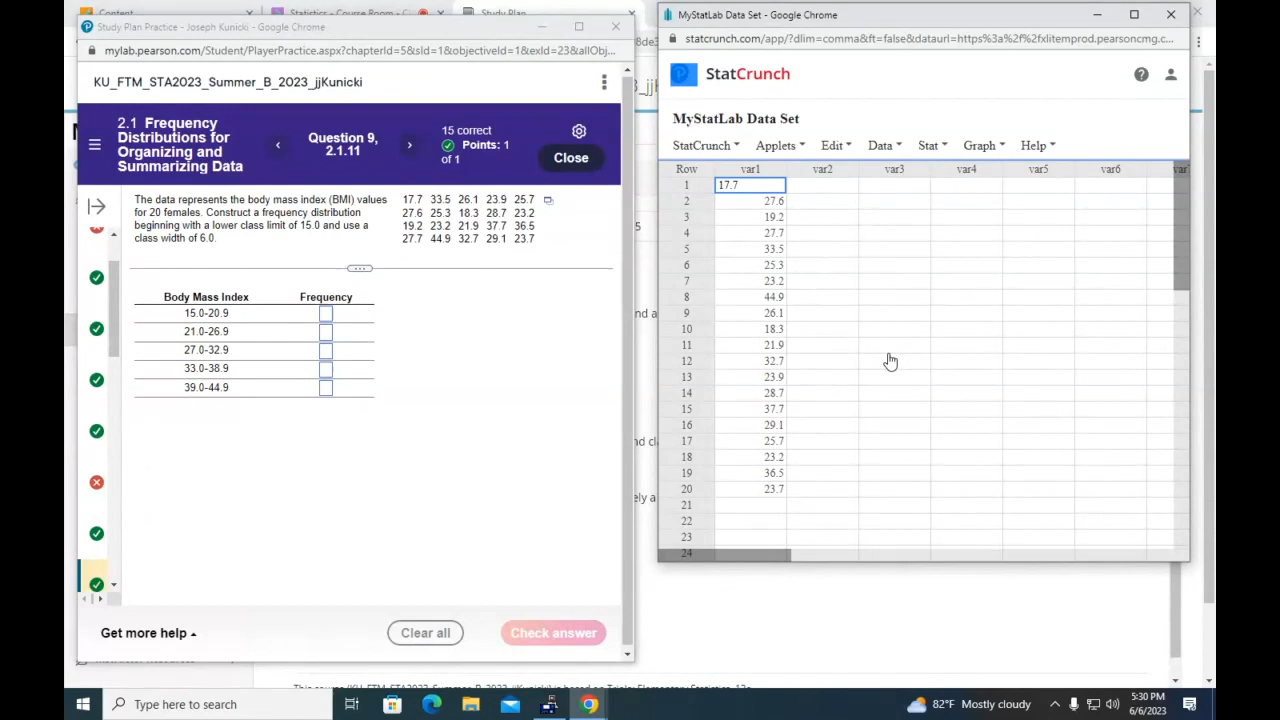 Content
Statistics - Course Room - C
Study Plan
Study Plan Practice - Joseph Kunicki - Google Chrome
mylab.pearson.com/Student/PlayerPractice.aspx?chapterId=5&sId=1&objectiveId=1&exId=23&allObj...
KU_FTM_STA2023_Summer_B_2023_jjKunicki
2.1 Frequency
Distributions for
Organizing and
Summarizing Data
Question 9,
2.1.11
15 correct
Points: 1
of 1
Close
The data represents the body mass index (BMI) values
for 20 females. Construct a frequency distribution
beginning with a lower class limit of 15.0 and use a
class width of 6.0.
17.7 33.5 26.1 23.9 25.7
27.6 25.3 18.3 28.7 23.2
19.2 23.2 21.9 37.7 36.5
27.7 44.9 32.7 29.1 23.7
Body Mass Index Frequency
15.0-20.9
21.0-26.9
27.0-32.9
33.0-38.9
39.0-44.9
Get more help
Clear all
Check answer
MyStatLab Data Set - Google Chrome
statcrunch.com/app/?dlim=comma&ft=false&dataurl=https%3a%2f%2fxlitemprod.pearsoncmg.c...
StatCrunch
MyStatLab Data Set
StatCrunch Applets Edit Data Stat Graph Help
Row var1 var2 var3 var4 var5 var6 var
1 17.7
2 27.6
3 19.2
4 27.7
5 33.5
6 25.3
7 23.2
8 44.9
9 26.1
10 18.3
11 21.9
12 32.7
13 23.9
14 28.7
15 37.7
16 29.1
17 25.7
18 23.2
19 36.5
20 23.7
21
22
23
24
Type here to search
82°F Mostly cloudy
5:30 PM
6/6/2023